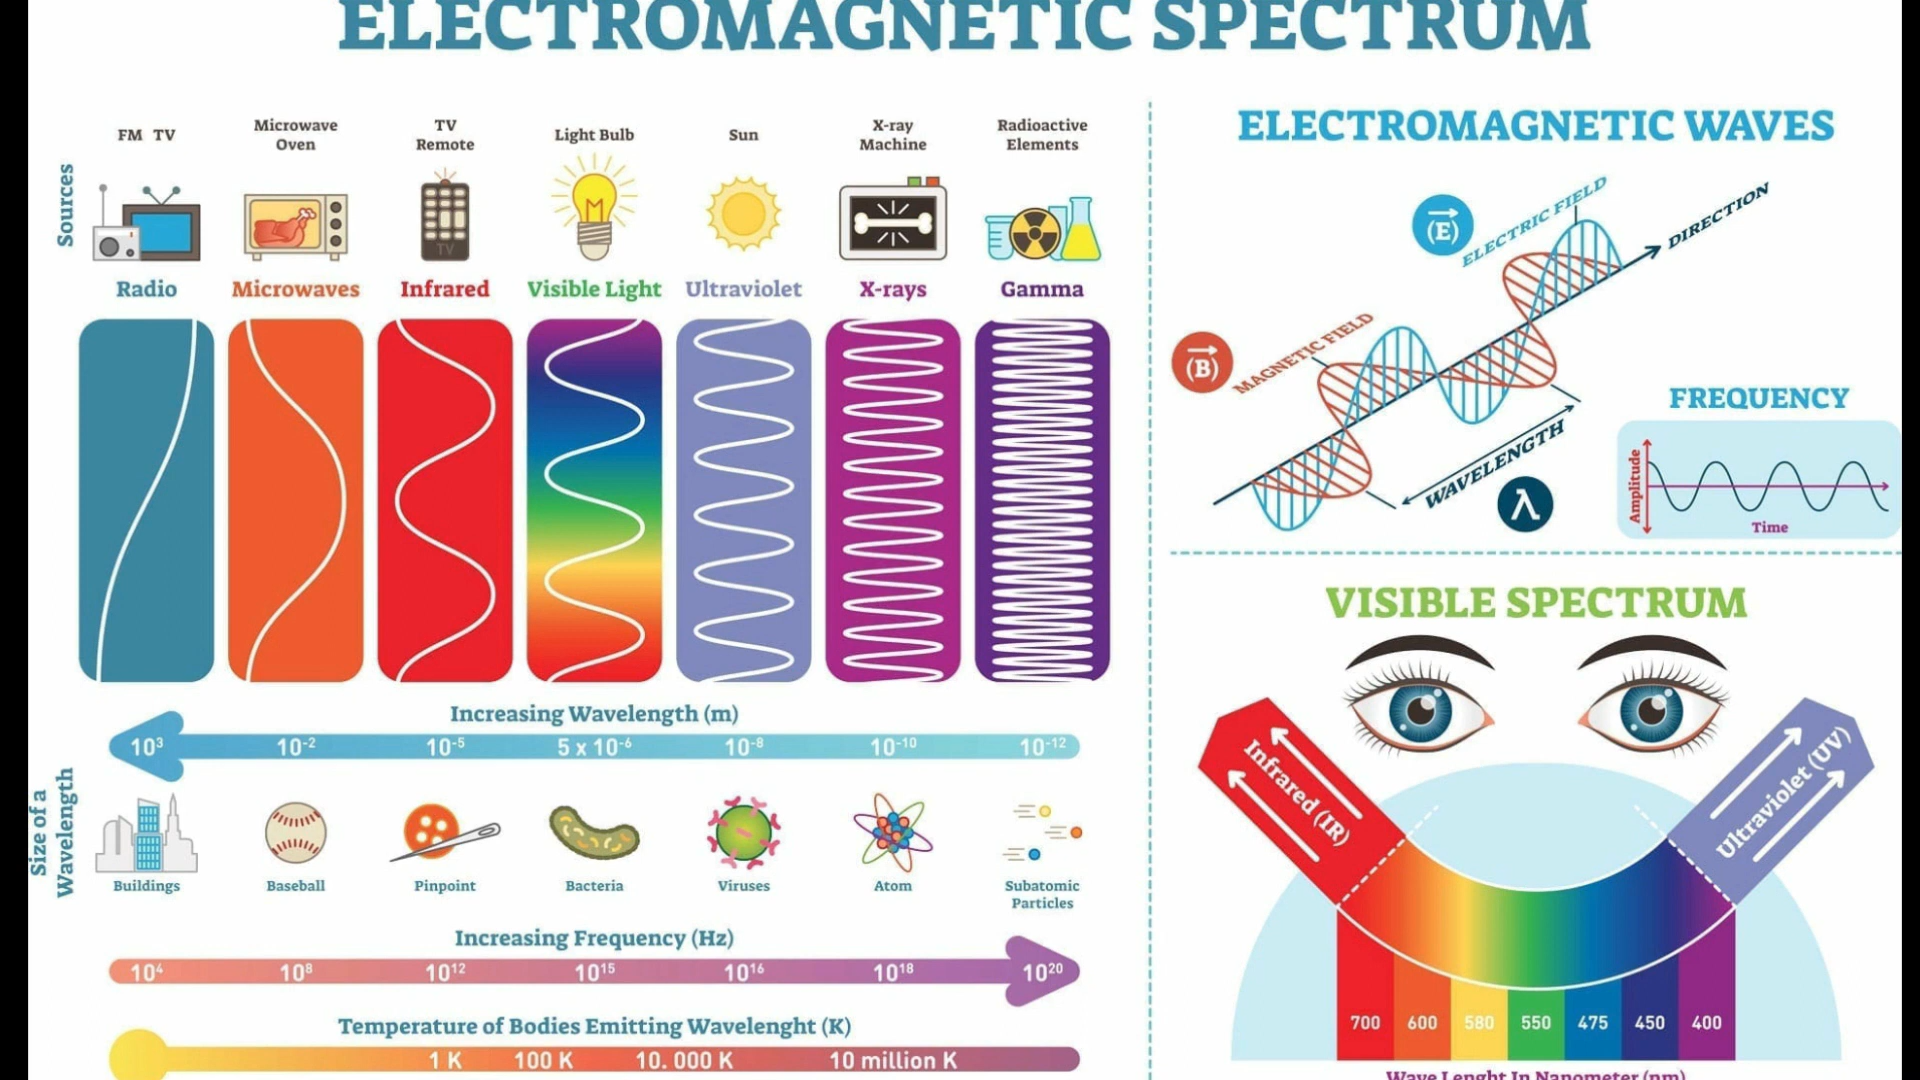 ELECTROMAGNETIC SPECTRUM
Sources
FM TV
Microwave
Oven
TV
Remote
Light Bulb
Sun
X-ray
Machine
Radioactive
Elements
TV
Radio
Microwaves
Infrared
Visible Light
Ultraviolet
X-rays
Gamma
Increasing Wavelength (m)
10³ 10⁻² 10⁻⁵ 5 x 10⁻⁶ 10⁻⁸ 10⁻¹⁰ 10⁻¹²
Size of a
Wavelength
Buildings
Baseball
Pinpoint
Bacteria
Viruses
Atom
Subatomic
Particles
Increasing Frequency (Hz)
10⁴ 10⁸ 10¹² 10¹⁵ 10¹⁶ 10¹⁸ 10²⁰
Temperature of Bodies Emitting Wavelenght (K)
1 K 100 K 10. 000 K 10 million K
ELECTROMAGNETIC WAVES
(E)
ELECTRIC FIELD
DIRECTION
(B)
MAGNETIC FIELD
WAVELENGTH
λ
FREQUENCY
Amplitude
Time
VISIBLE SPECTRUM
Infrared (IR)
Ultraviolet (UV)
700 600 580 550 475 450 400
Wave Lenght In Nanometer (nm)